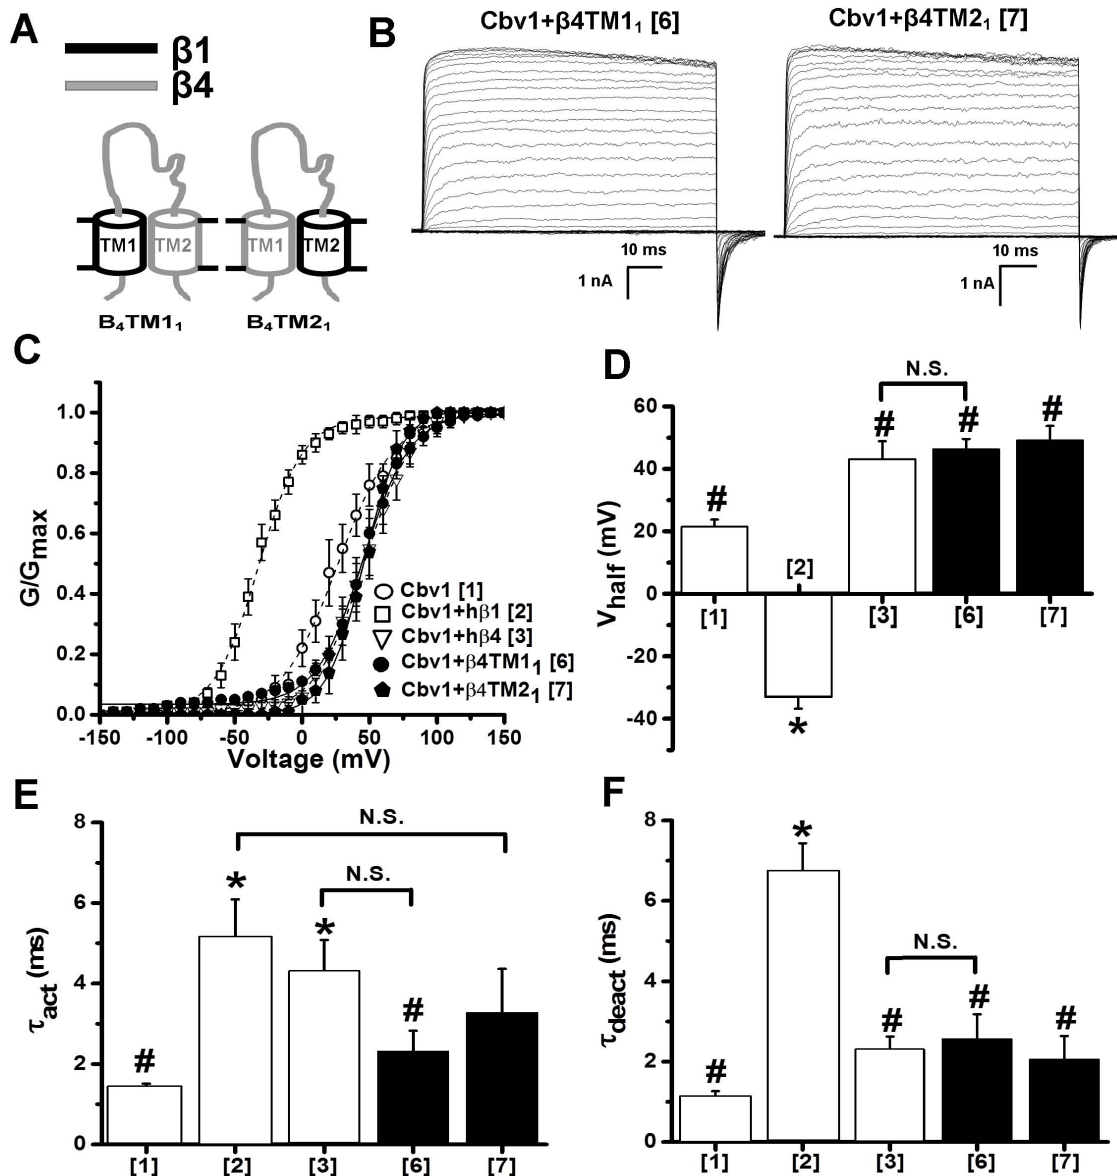 A
β1
β4
TM1
TM2
TM1
TM2
B₄TM1₁
B₄TM2₁
B
Cbv1+β4TM1₁ [6]
Cbv1+β4TM2₁ [7]
10 ms
1 nA
10 ms
1 nA
C
G/Gmax
1.0
0.8
0.6
0.4
0.2
0.0
-150
-100
-50
0
50
100
150
Voltage (mV)
Cbv1 [1]
Cbv1+hβ1 [2]
Cbv1+hβ4 [3]
Cbv1+β4TM1₁ [6]
Cbv1+β4TM2₁ [7]
D
Vhalf (mV)
60
40
20
0
-20
-40
N.S.
#
#
#
#
*
[1]
[2]
[3]
[6]
[7]
E
τact (ms)
8
6
4
2
0
N.S.
N.S.
#
*
*
#
[1]
[2]
[3]
[6]
[7]
F
τdeact (ms)
8
6
4
2
0
N.S.
#
*
#
#
#
[1]
[2]
[3]
[6]
[7]